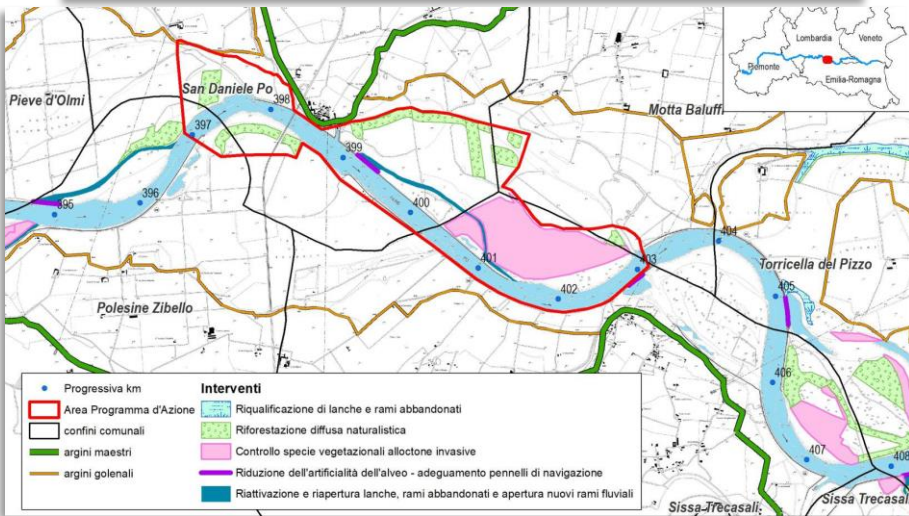 Lombardia
Veneto
Piemonte
Emilia-Romagna
Pieve d'Olmi
San Daniele Po
Motta Baluffi
398
397
399
396
395
400
401
402
403
404
Torricella del Pizzo
405
Polesine Zibello
406
407
408
Sissa Trecasali
Sissa Trecasal
Progressiva km
Area Programma d'Azione
confini comunali
argini maestri
argini golenali
Interventi
Riqualificazione di lanche e rami abbandonati
Riforestazione diffusa naturalistica
Controllo specie vegetazionali alloctone invasive
Riduzione dell'artificialità dell'alveo - adeguamento pennelli di navigazione
Riattivazione e riapertura lanche, rami abbandonati e apertura nuovi rami fluviali